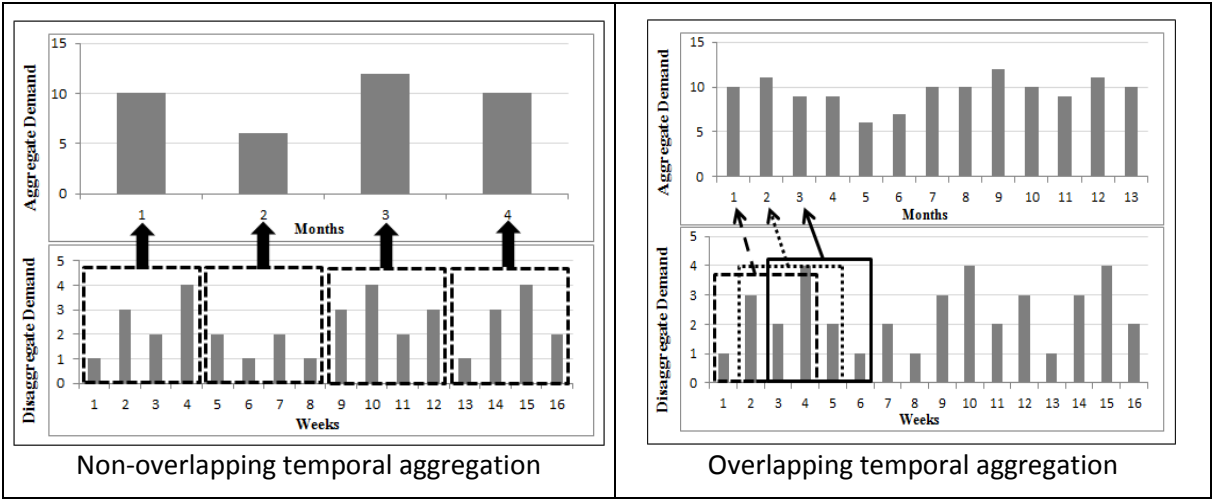 15
10
5
0
Aggregate Demand
1 2 3 4
Months
5
4
3
2
1
0
Disaggregate Demand
1 2 3 4 5 6 7 8 9 10 11 12 13 14 15 16
Weeks
Non-overlapping temporal aggregation
15
10
5
0
Aggregate Demand
1 2 3 4 5 6 7 8 9 10 11 12 13
Months
5
4
3
2
1
0
Disaggregate Demand
1 2 3 4 5 6 7 8 9 10 11 12 13 14 15 16
Weeks
Overlapping temporal aggregation